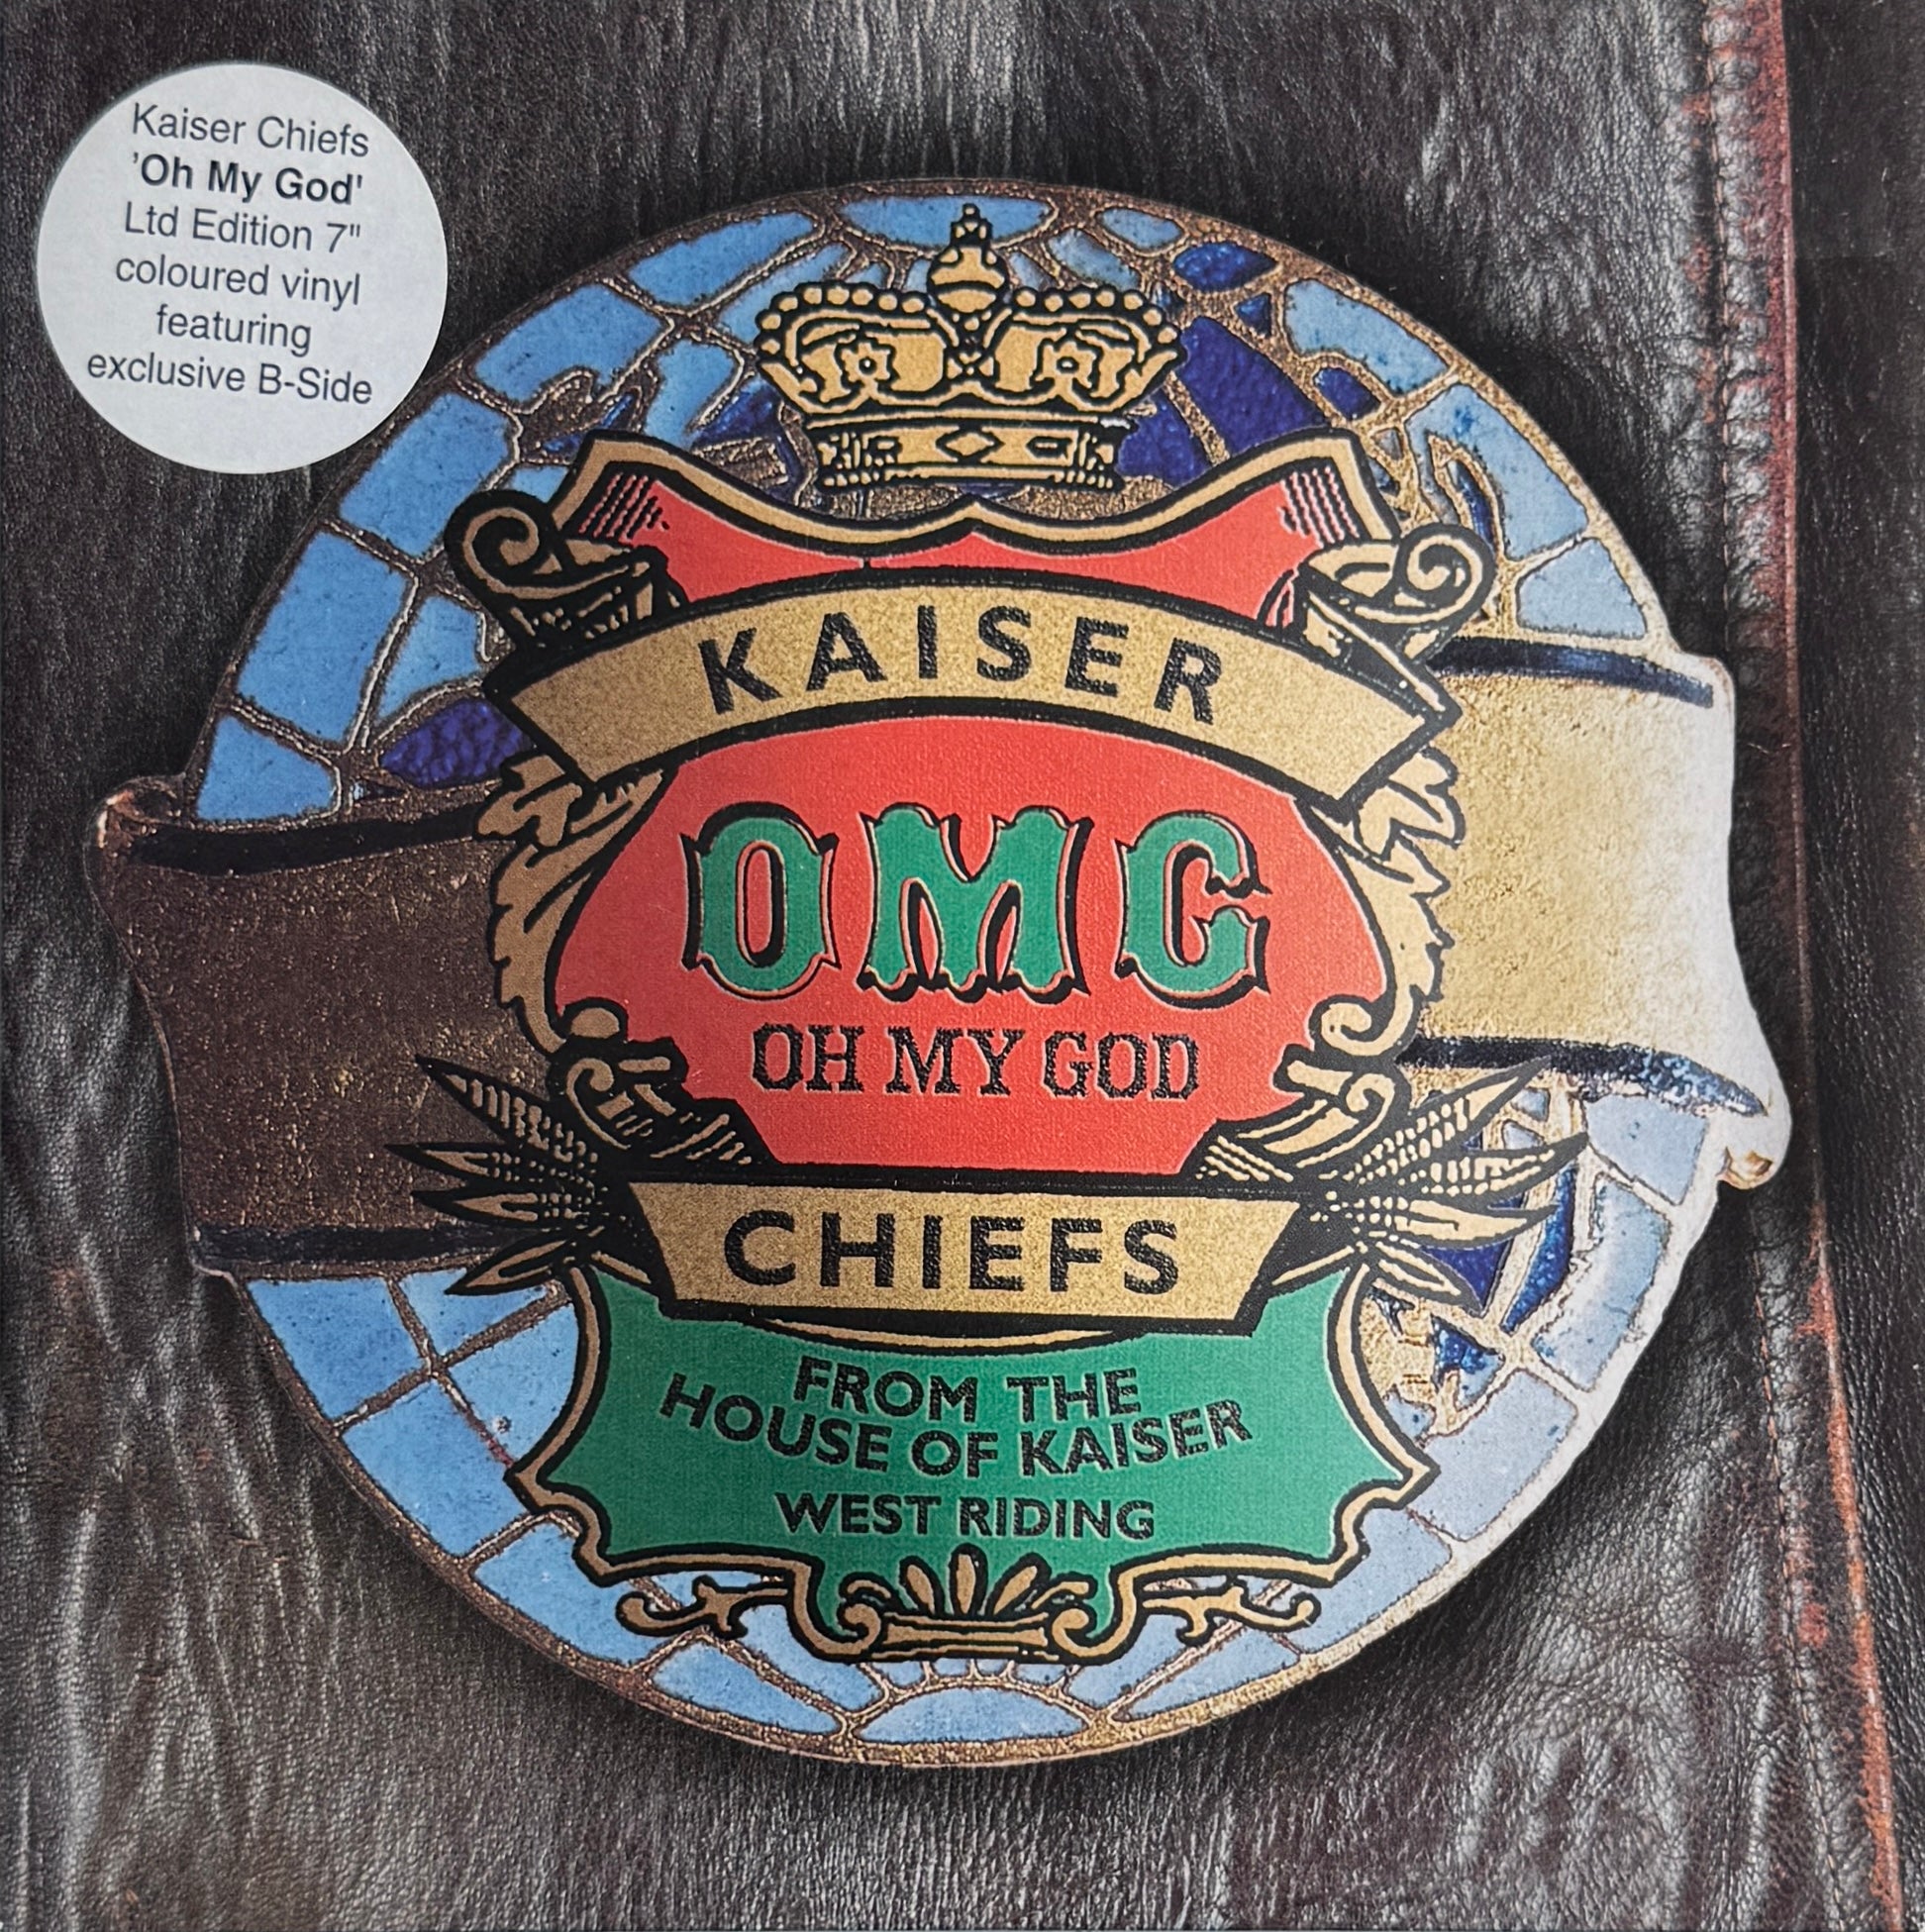 Kaiser Chiefs
'Oh My God'
Ltd Edition 7"
coloured vinyl
featuring
exclusive B-Side
KAISER
OMG
OH MY GOD
CHIEFS
FROM THE
HOUSE OF KAISER
WEST RIDING